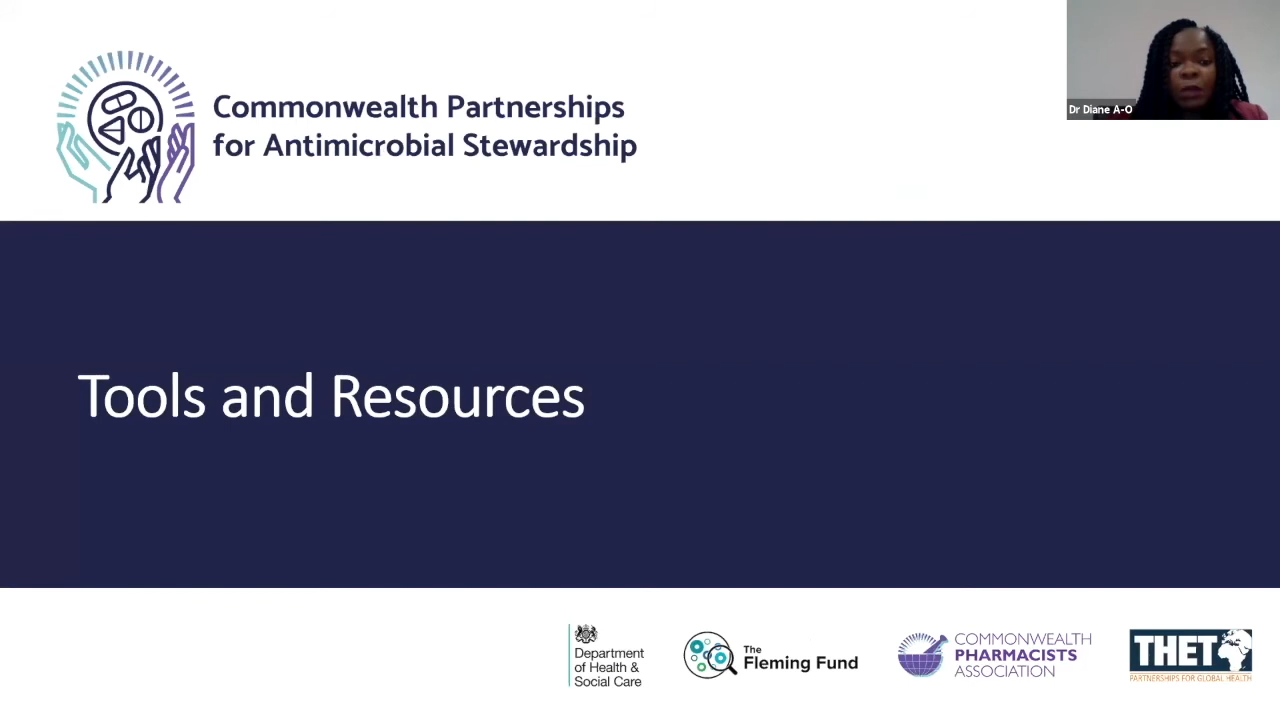 Commonwealth Partnerships
for Antimicrobial Stewardship
Dr Diane A-O
Tools and Resources
Department
of Health &
Social Care
The
Fleming Fund
COMMONWEALTH
PHARMACISTS
ASSOCIATION
THET
PARTNERSHIPS FOR GLOBAL HEALTH